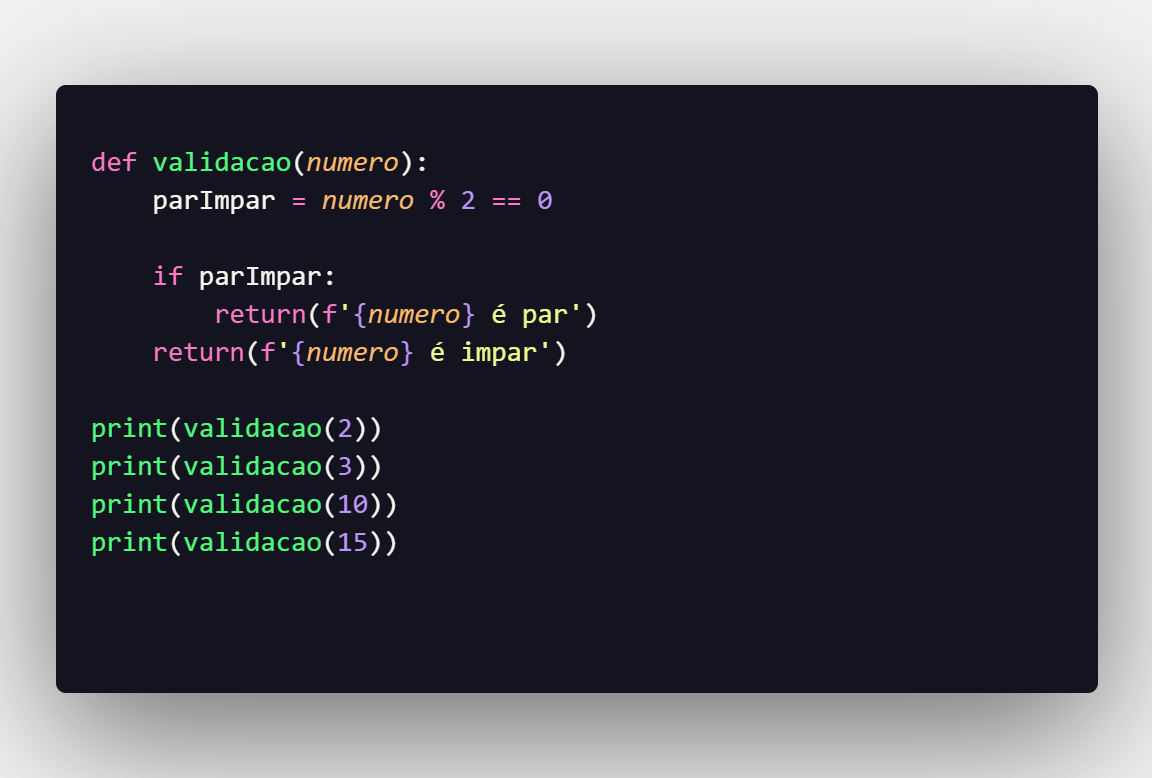 def validacao(numero):
    parImpar = numero % 2 == 0
    if parImpar:
        return(f'{numero} é par')
    return(f'{numero} é impar')
print(validacao(2))
print(validacao(3))
print(validacao(10))
print(validacao(15))